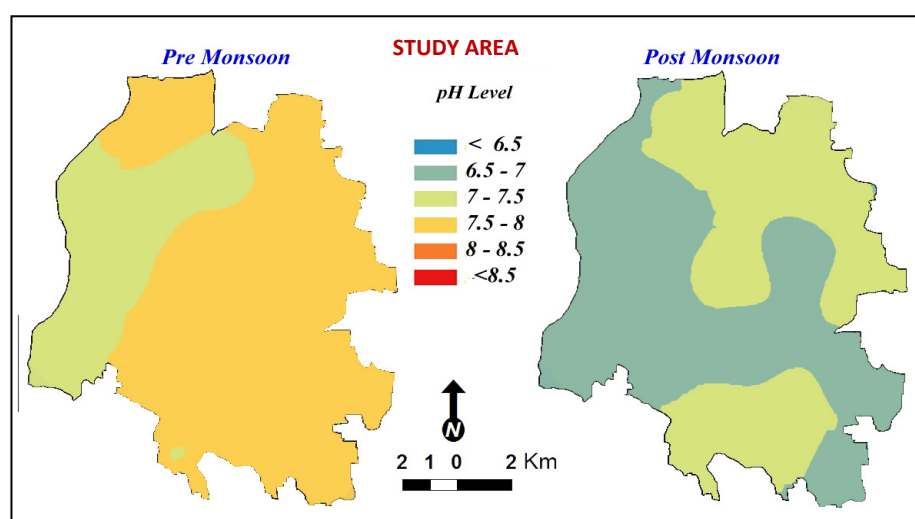 STUDY AREA
Pre Monsoon
Post Monsoon
pH Level
< 6.5
6.5 - 7
7 - 7.5
7.5 - 8
8 - 8.5
<8.5
N
2 1 0 2 Km